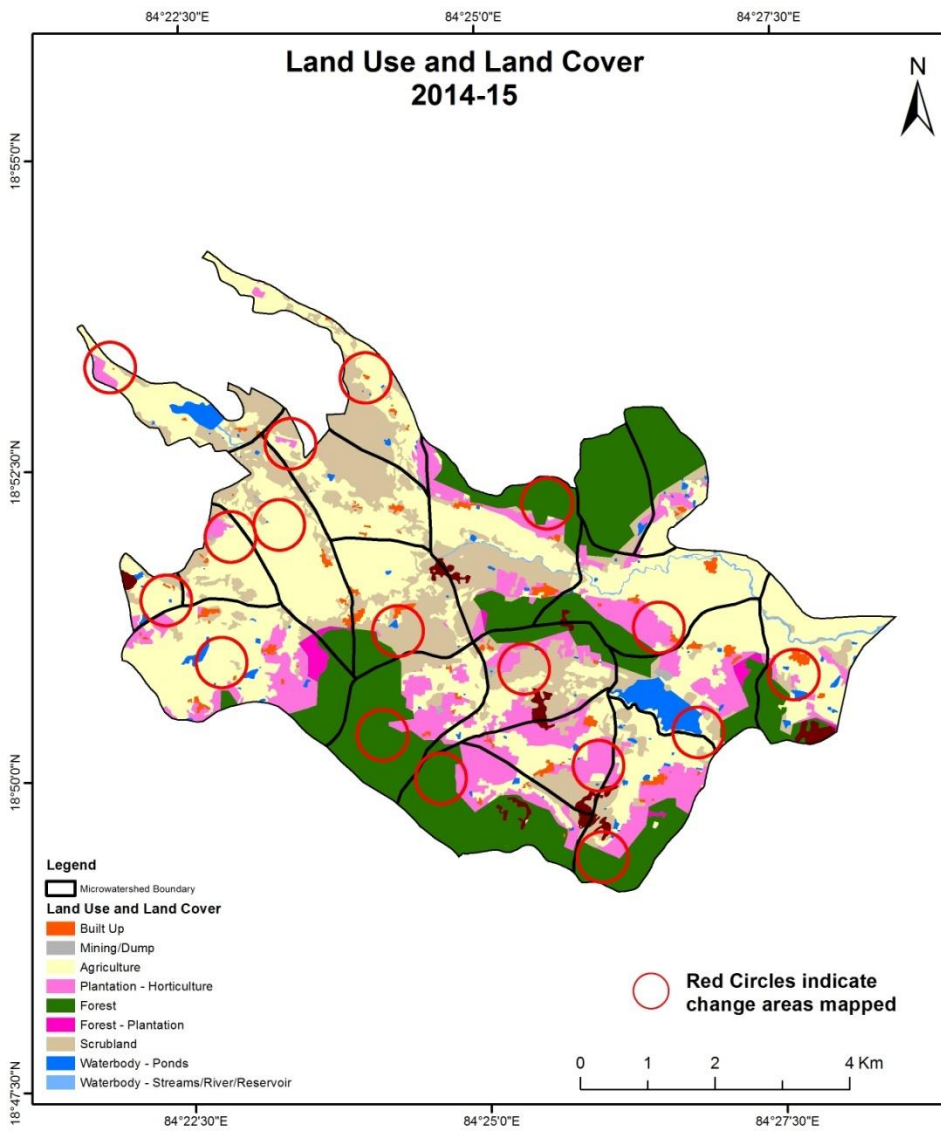 84°22'30"E
84°25'0"E
84°27'30"E
Land Use and Land Cover
2014-15
N
18°55'0"N
18°52'30"N
18°50'0"N
18°47'30"N
Legend
Microwatershed Boundary
Land Use and Land Cover
Built Up
Mining/Dump
Agriculture
Plantation - Horticulture
Forest
Forest - Plantation
Scrubland
Waterbody - Ponds
Waterbody - Streams/River/Reservoir
Red Circles indicate
change areas mapped
0 1 2 4 Km
84°22'30"E
84°25'0"E
84°27'30"E